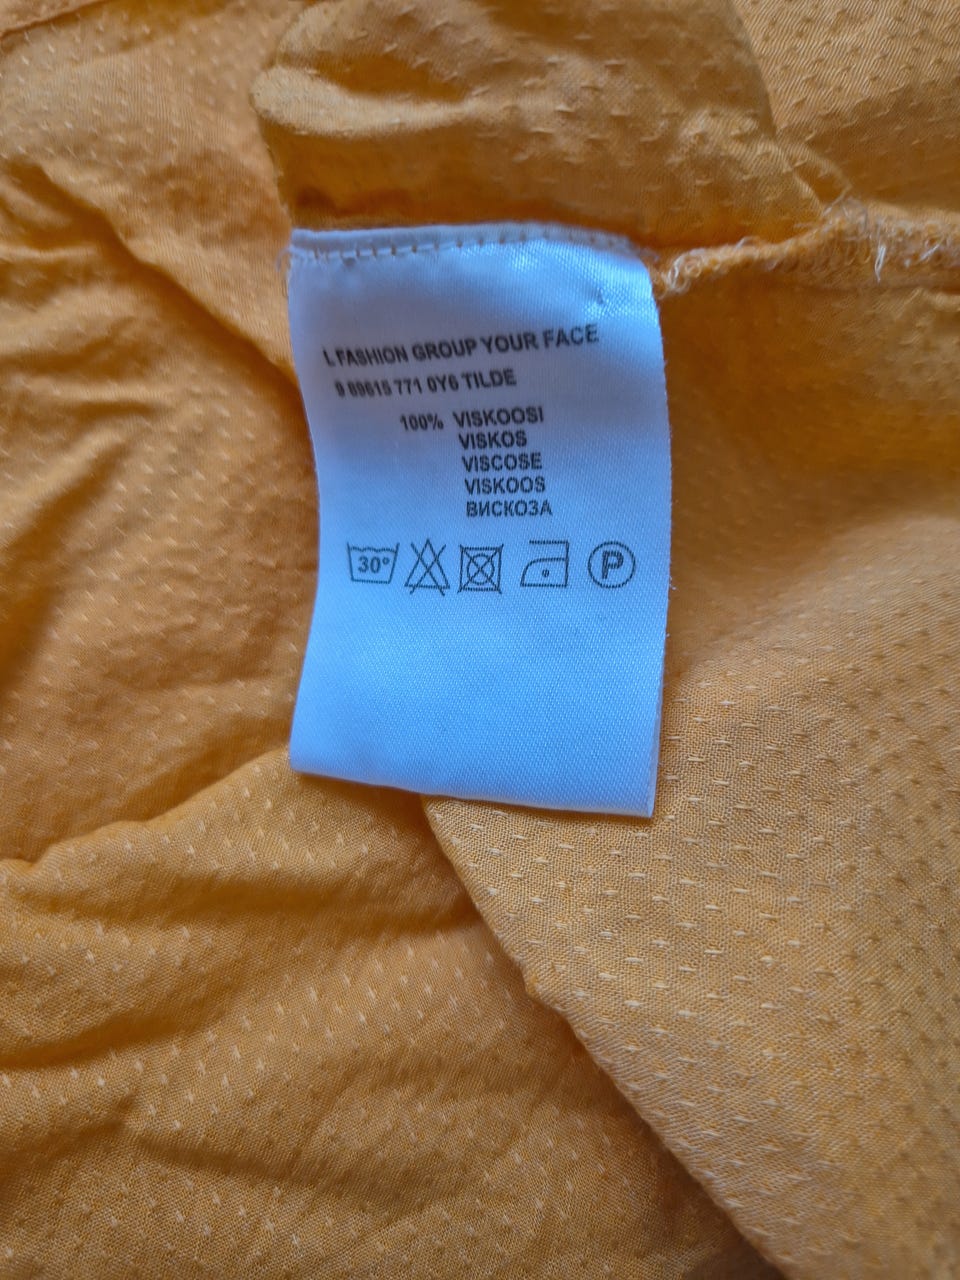 L FASHION GROUP YOUR FACE
9 89615 771 0Y6 TILDE
100% VISKOOSI
VISKOS
VISCOSE
VISKOOS
ВИСКОЗА
30° P